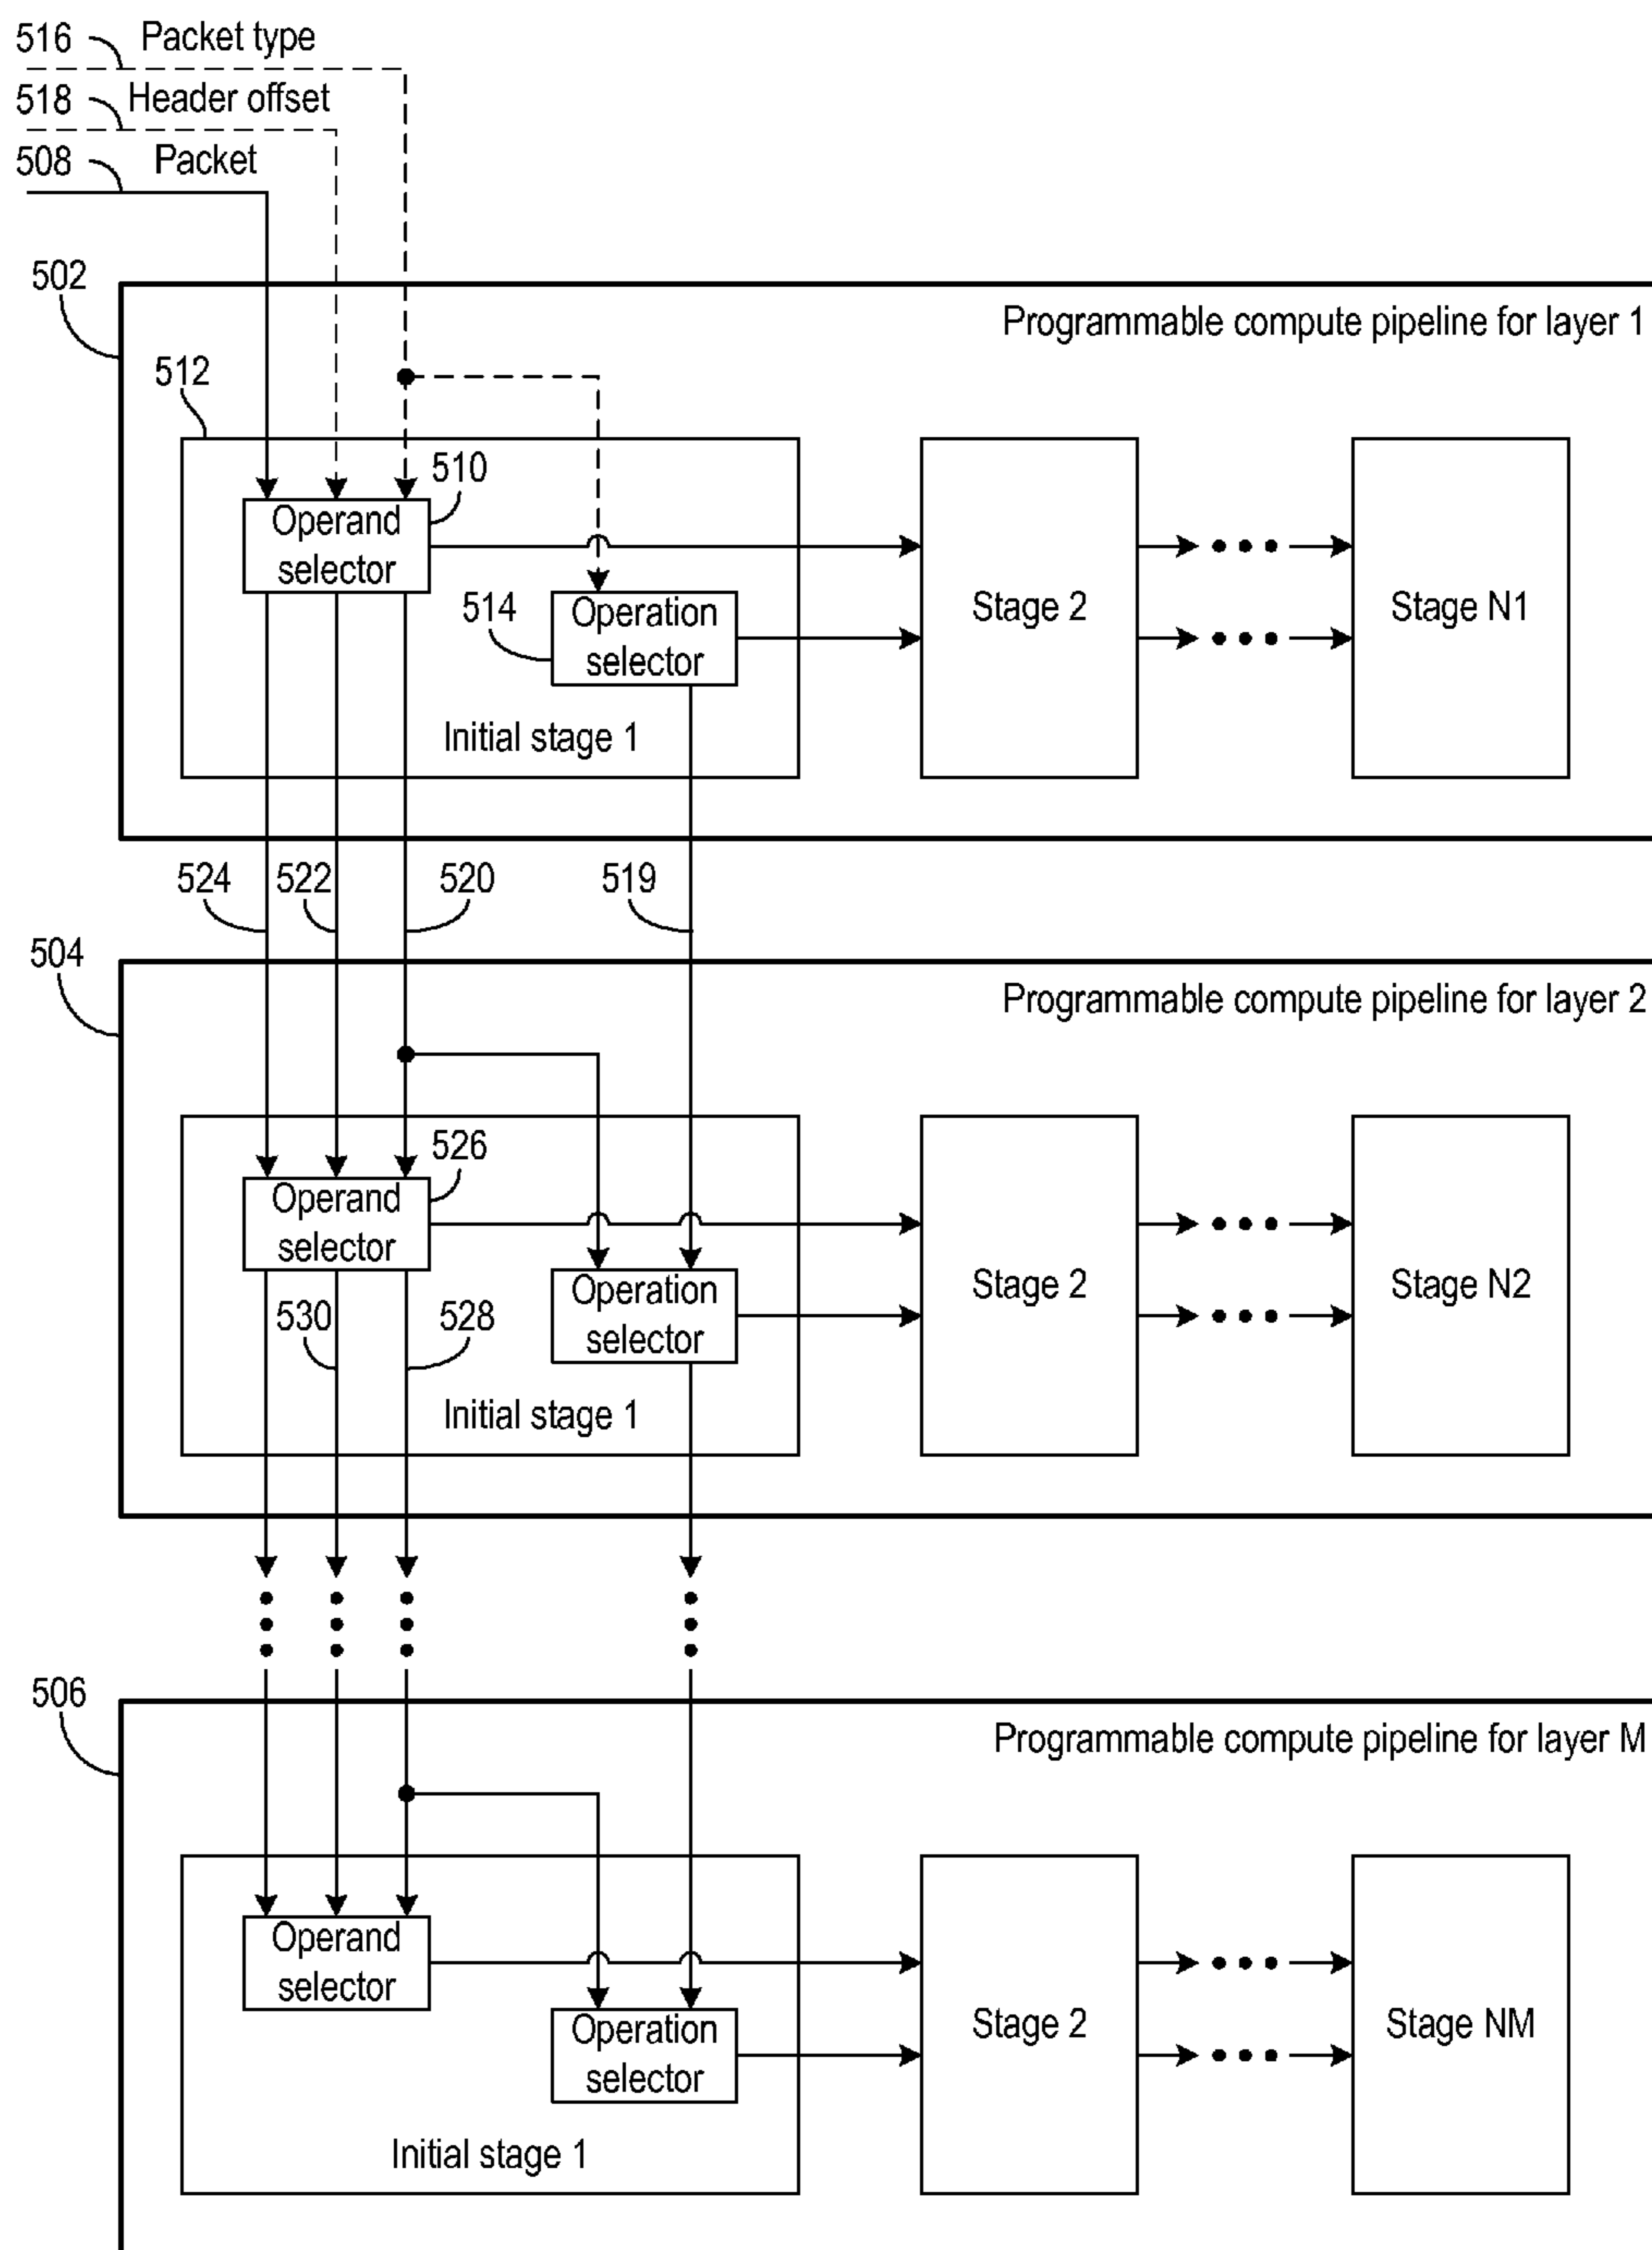 516 Packet type
518 Header offset
508 Packet
502
Programmable compute pipeline for layer 1
512
510
Operand
selector
514
Operation
selector
Stage 2
Stage N1
Initial stage 1
524 522 520 519
504
Programmable compute pipeline for layer 2
526
Operand
selector
530 528
Operation
selector
Stage 2
Stage N2
Initial stage 1
506
Programmable compute pipeline for layer M
Operand
selector
Operation
selector
Stage 2
Stage NM
Initial stage 1